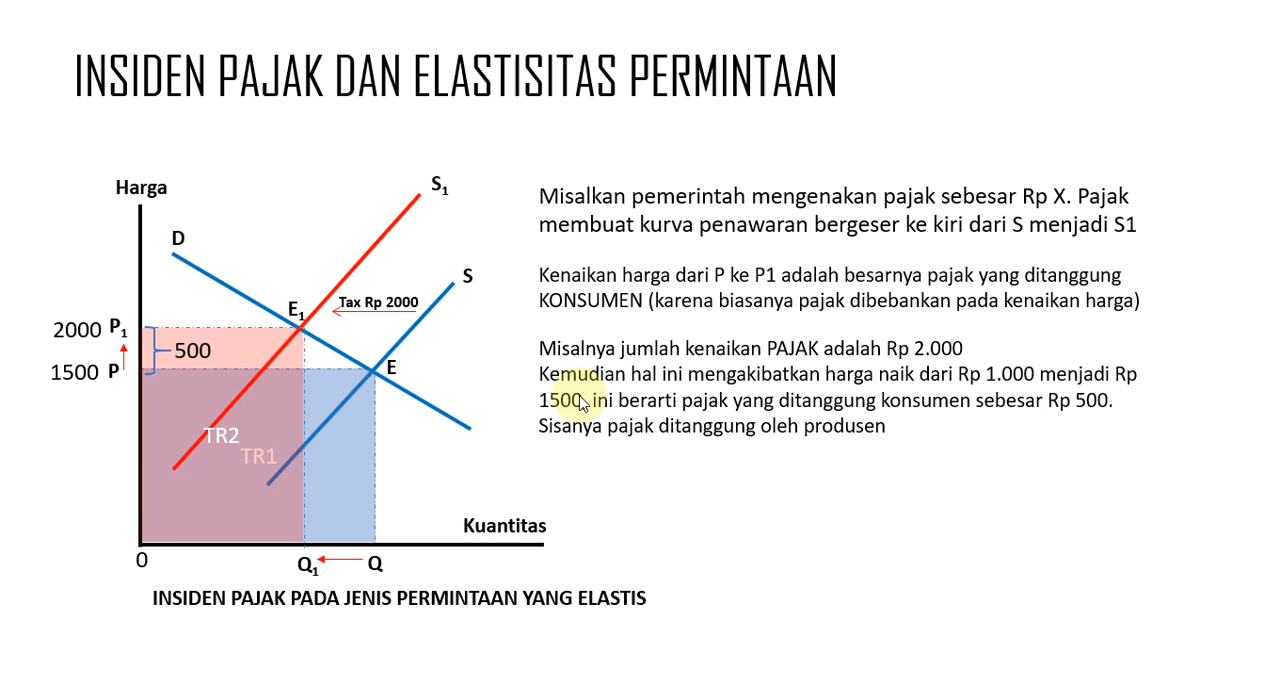 INSIDEN PAJAK DAN ELASTISITAS PERMINTAAN
Harga
S1
D
S
E1
Tax Rp 2000
2000 P1
500
1500 P
E
TR2
TR1
Kuantitas
0
Q1
Q
INSIDEN PAJAK PADA JENIS PERMINTAAN YANG ELASTIS
Misalkan pemerintah mengenakan pajak sebesar Rp X. Pajak
membuat kurva penawaran bergeser ke kiri dari S menjadi S1
Kenaikan harga dari P ke P1 adalah besarnya pajak yang ditanggung
KONSUMEN (karena biasanya pajak dibebankan pada kenaikan harga)
Misalnya jumlah kenaikan PAJAK adalah Rp 2.000
Kemudian hal ini mengakibatkan harga naik dari Rp 1.000 menjadi Rp
1500, ini berarti pajak yang ditanggung konsumen sebesar Rp 500.
Sisanya pajak ditanggung oleh produsen